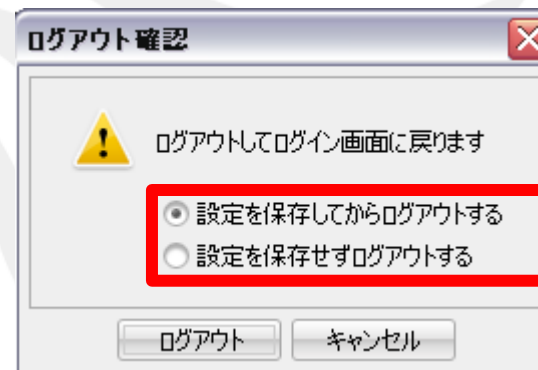 ログアウト確認
ログアウトしてログイン画面に戻ります
設定を保存してからログアウトする
設定を保存せずログアウトする
ログアウト キャンセル